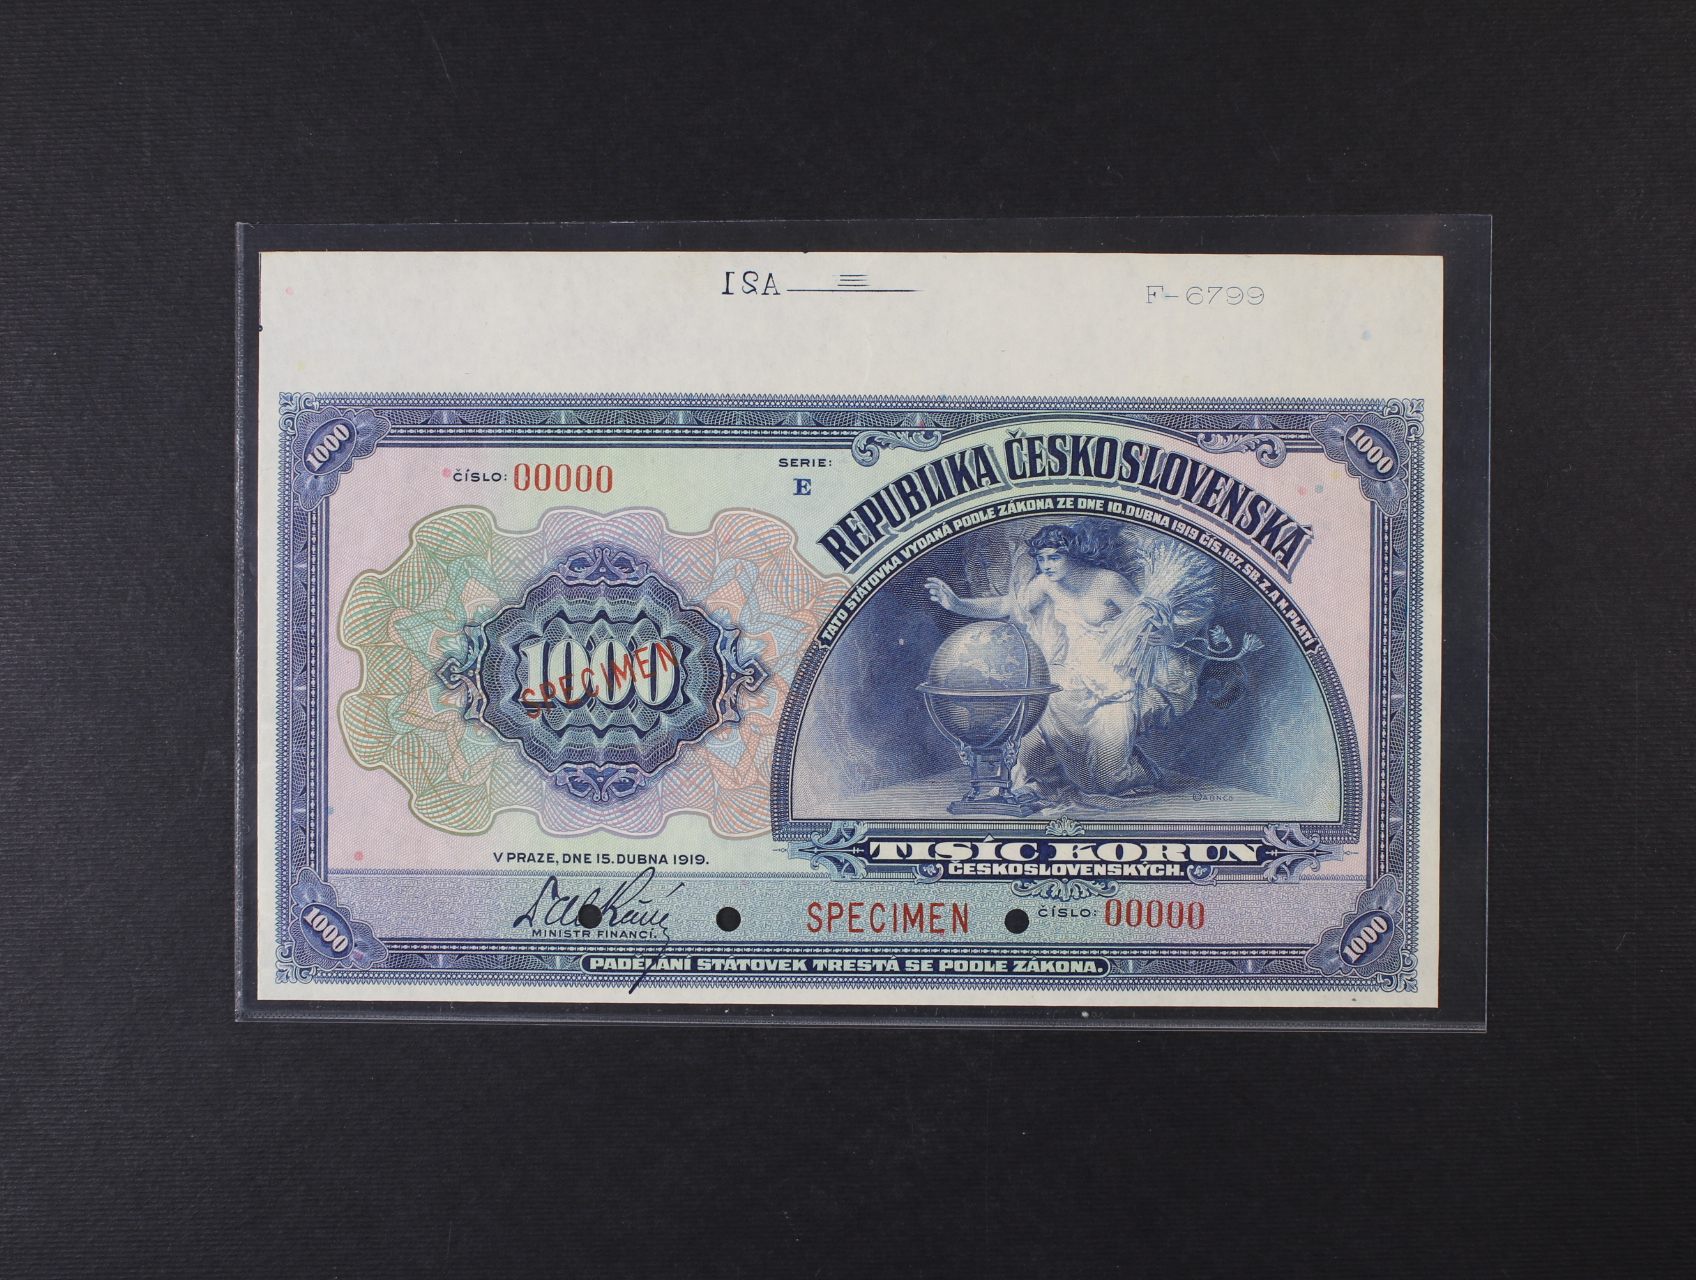 A21
F-6799
1000
1000
ČÍSLO: 00000
SERIE:
E
REPUBLIKA ČESKOSLOVENSKÁ
TATO STÁTOVKA VYDANÁ PODLE ZÁKONA ZE DNE 10. DUBNA 1919 ČÍS. 187. SB. Z. A N. PLATÍ
1000
SPECIMEN
©ABNCO
TISÍC KORUN
ČESKOSLOVENSKÝCH.
V PRAZE, DNE 15. DUBNA 1919.
MINISTR FINANCÍ.
SPECIMEN
ČÍSLO: 00000
1000
1000
PADĚLÁNÍ STÁTOVEK TRESTÁ SE PODLE ZÁKONA.